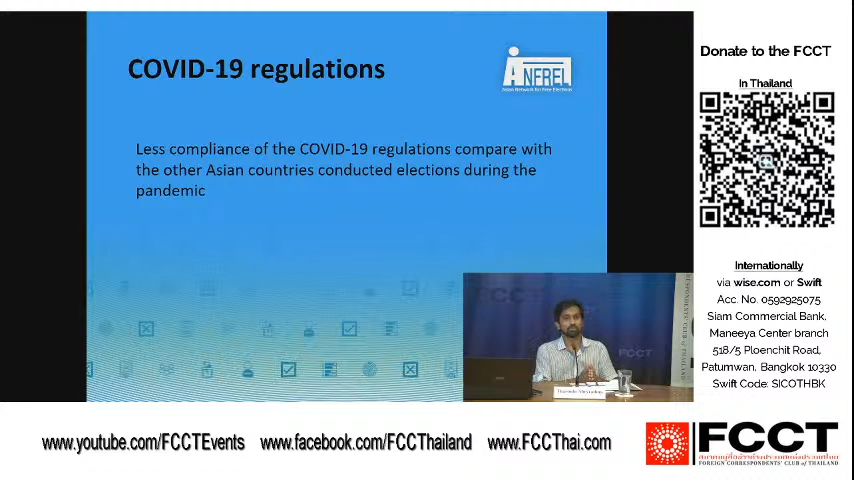 COVID-19 regulations
ANFREL
Asian Network for Free Elections
Less compliance of the COVID-19 regulations compare with
the other Asian countries conducted elections during the
pandemic
FCCT
FCCT
Donate to the FCCT
In Thailand
Internationally
via wise.com or Swift
Acc. No. 0592925075
Siam Commercial Bank,
Maneeya Center branch
518/5 Ploenchit Road,
Patumwan, Bangkok 10330
Swift Code: SICOTHBK
www.youtube.com/FCCTEvents www.facebook.com/FCCThailand www.FCCThai.com
FCCT
FOREIGN CORRESPONDENTS' CLUB of THAILAND